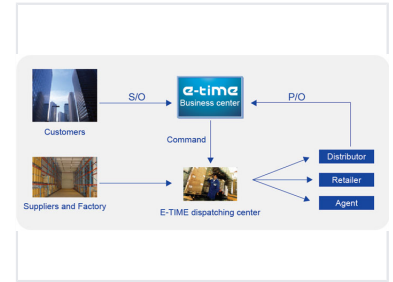 e-time
Business center
S/O
P/O
Customers
Command
Distributor
Retailer
Agent
Suppliers and Factory
E-TIME dispatching center